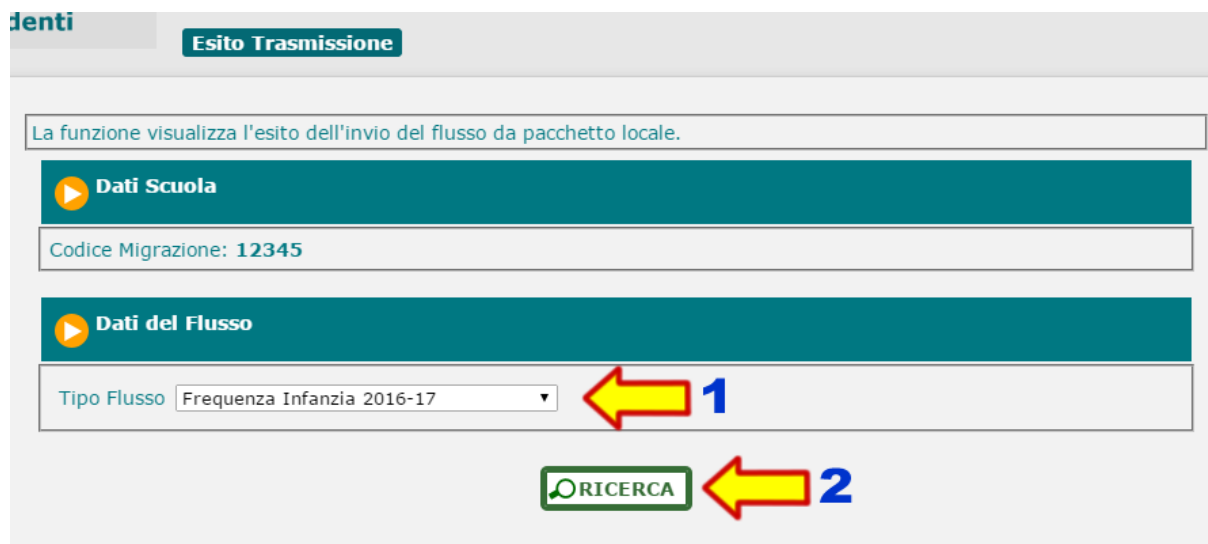 denti
Esito Trasmissione
La funzione visualizza l'esito dell'invio del flusso da pacchetto locale.
Dati Scuola
Codice Migrazione: 12345
Dati del Flusso
Tipo Flusso Frequenza Infanzia 2016-17 1
RICERCA 2